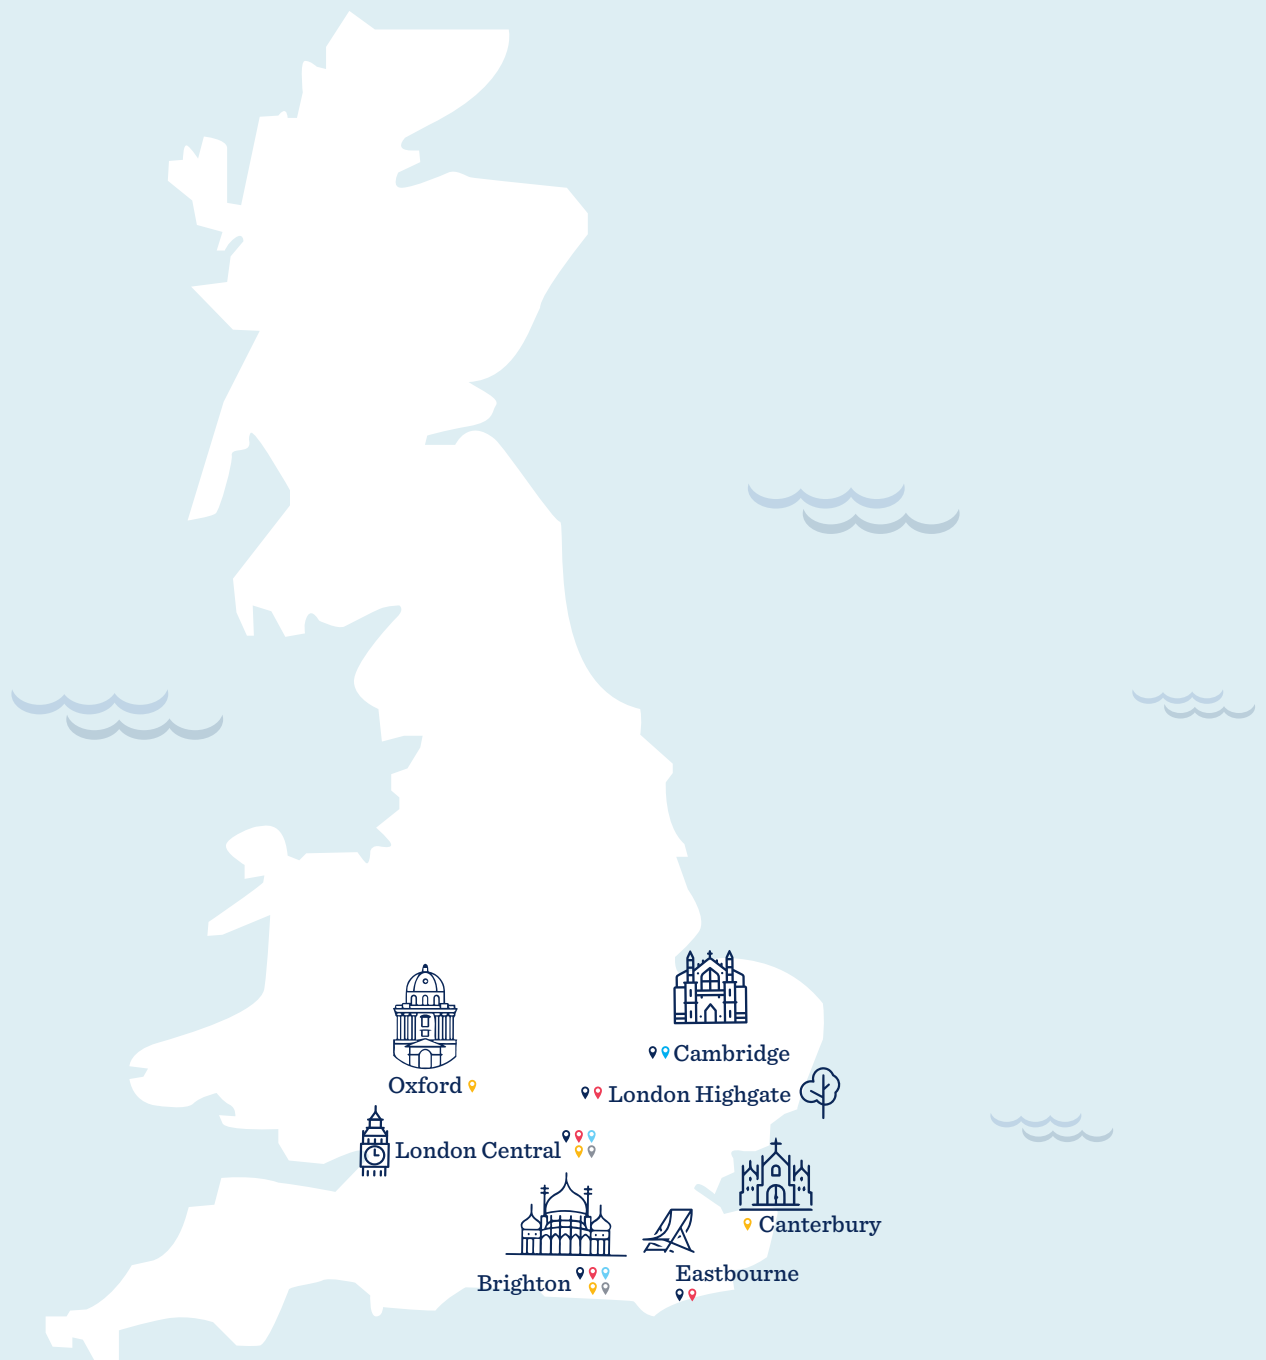 Cambridge
Oxford
London Highgate
London Central
Canterbury
Eastbourne
Brighton